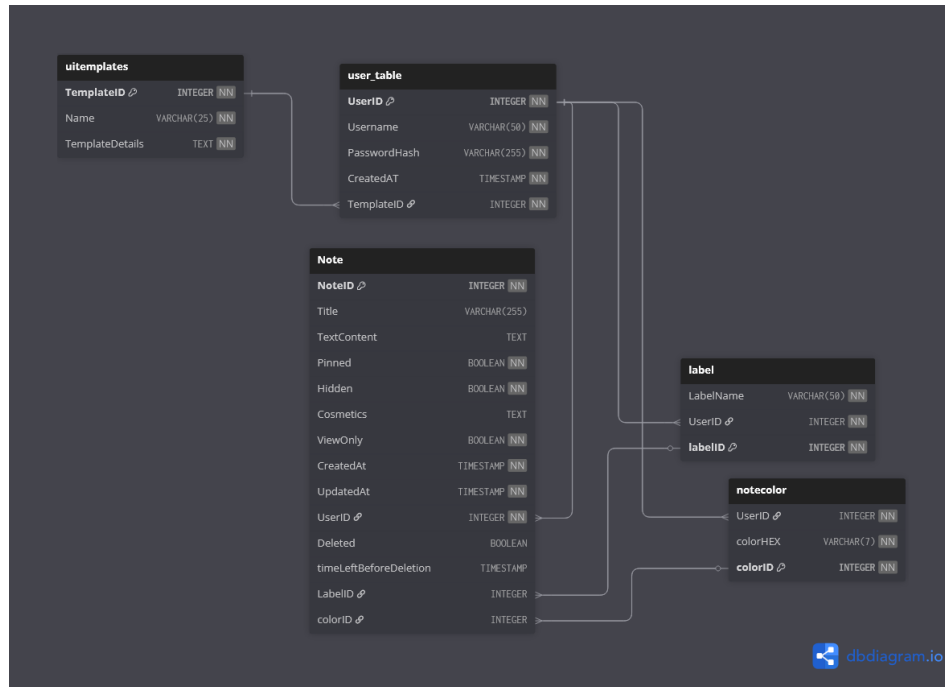 uitemplates
TemplateID INTEGER NN
Name VARCHAR(25) NN
TemplateDetails TEXT NN
user_table
UserID INTEGER NN
Username VARCHAR(50) NN
PasswordHash VARCHAR(255) NN
CreatedAT TIMESTAMP NN
TemplateID INTEGER NN
Note
NoteID INTEGER NN
Title VARCHAR(255)
TextContent TEXT
Pinned BOOLEAN NN
Hidden BOOLEAN NN
Cosmetics TEXT
ViewOnly BOOLEAN NN
CreatedAt TIMESTAMP NN
UpdatedAt TIMESTAMP NN
UserID INTEGER NN
Deleted BOOLEAN
timeLeftBeforeDeletion TIMESTAMP
LabelID INTEGER
colorID INTEGER
label
LabelName VARCHAR(50) NN
UserID INTEGER NN
labelID INTEGER NN
notecolor
UserID INTEGER NN
colorHEX VARCHAR(7) NN
colorID INTEGER NN
dbdiagram.io